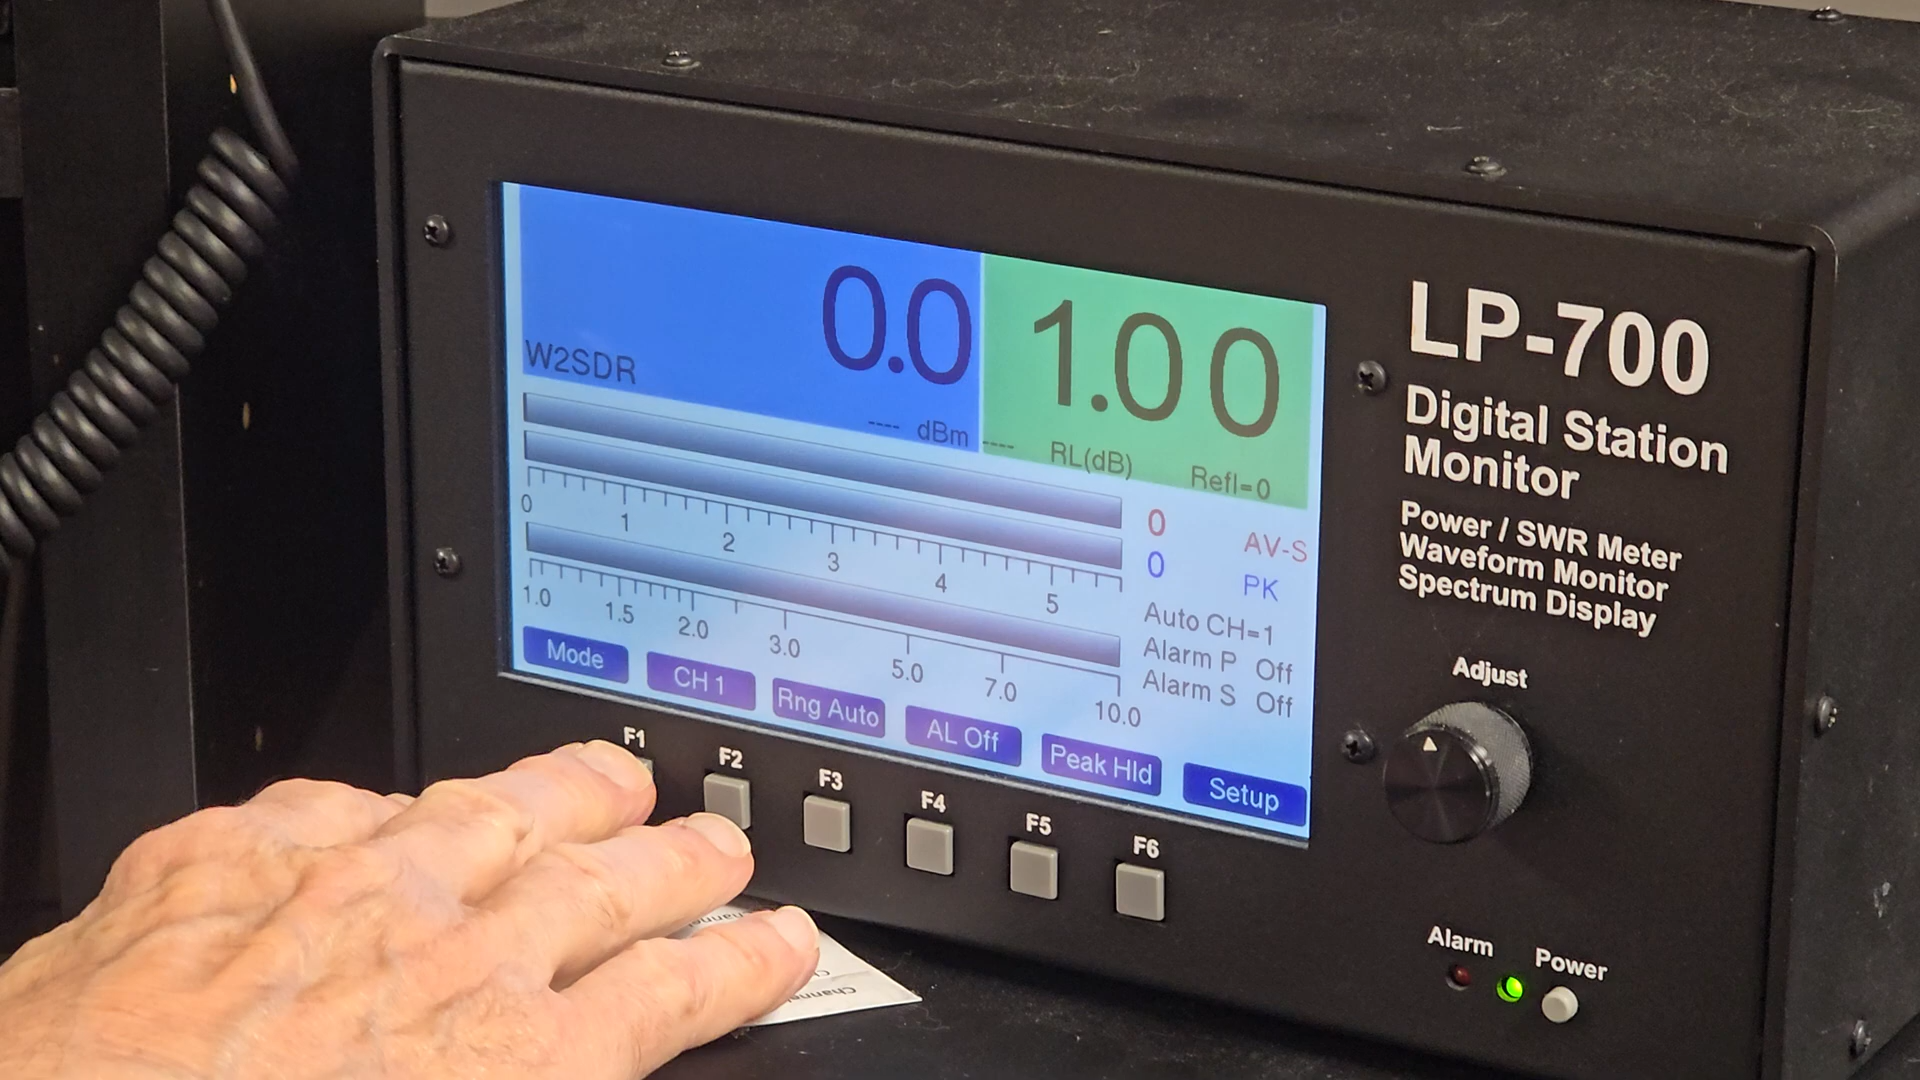 0.0
W2SDR
---- dBm
1.00
---- RL(dB) Refl=0
0 1 2 3 4 5
0 AV-S
0 PK
1.0 1.5 2.0 3.0 5.0 7.0 10.0
Auto CH=1
Alarm P Off
Alarm S Off
Mode CH 1 Rng Auto AL Off Peak Hld Setup
F1 F2 F3 F4 F5 F6
LP-700
Digital Station
Monitor
Power / SWR Meter
Waveform Monitor
Spectrum Display
Adjust
Alarm Power